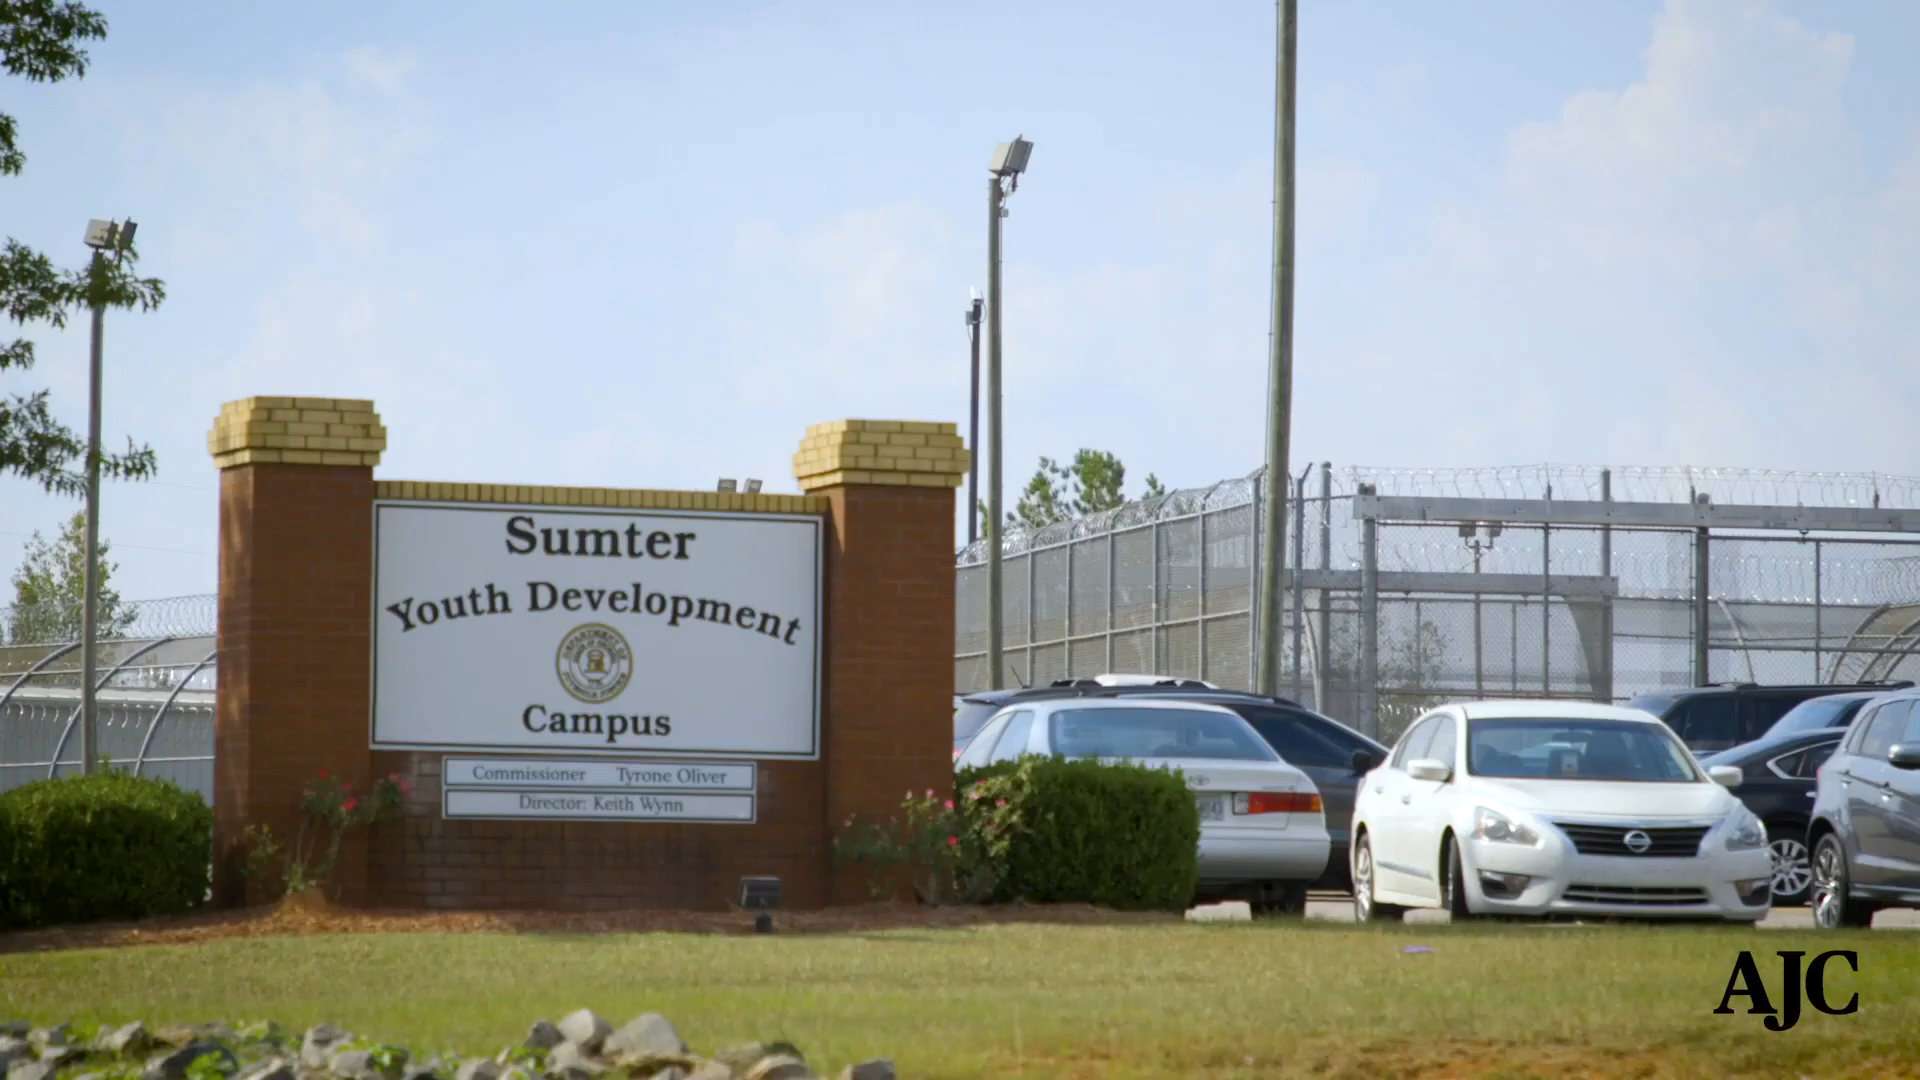 Sumter
Youth Development
Campus
Commissioner Tyrone Oliver
Director: Keith Wynn
AJC